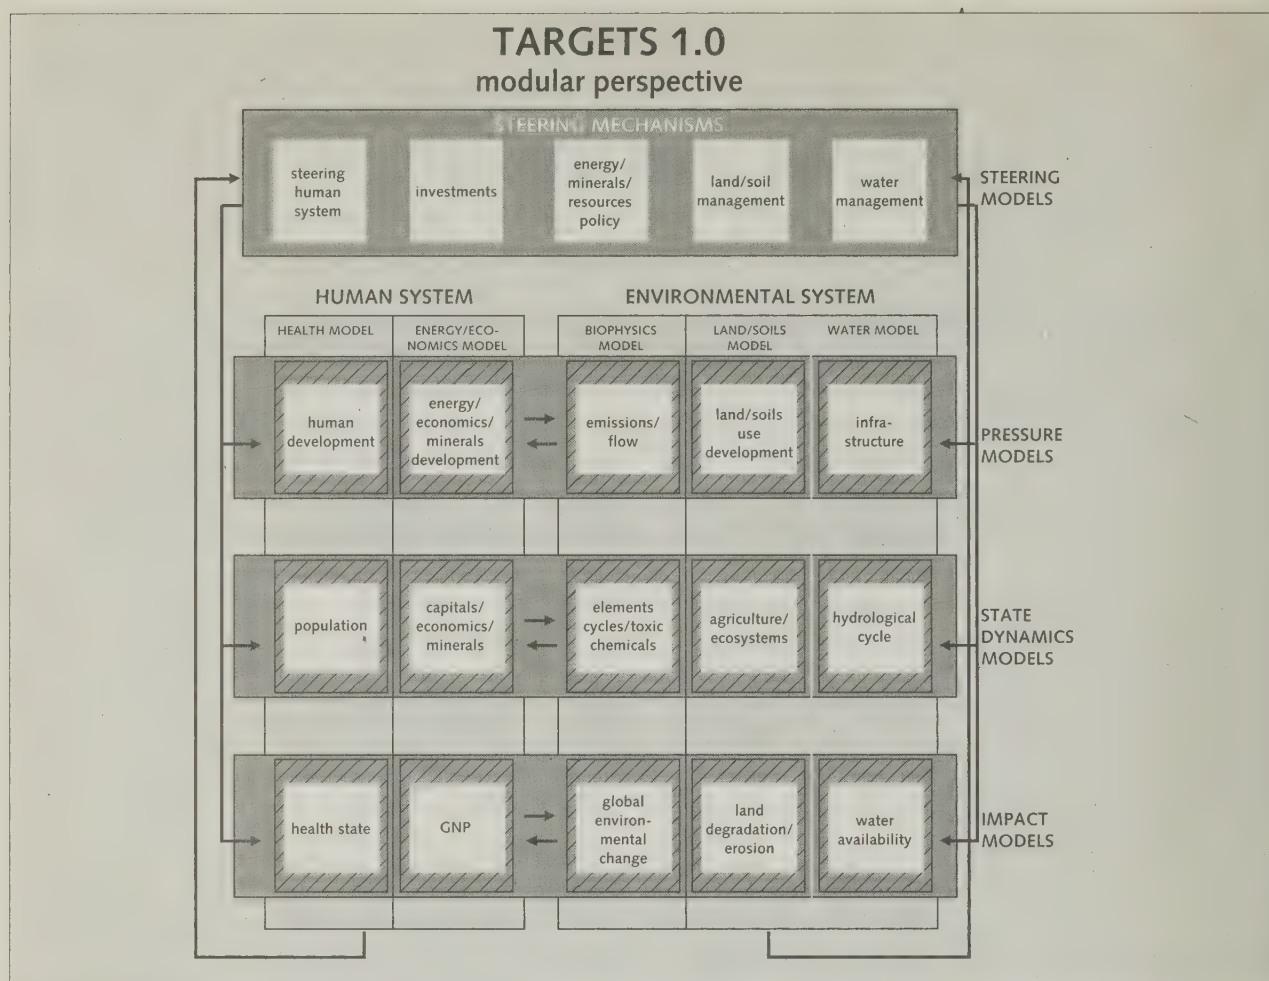 TARGETS 1.0
modular perspective
STEERING MECHANISMS
steering
human
system
investments
energy/
minerals/
resources
policy
land/soil
management
water
management
STEERING
MODELS
HUMAN SYSTEM
ENVIRONMENTAL SYSTEM
HEALTH MODEL
ENERGY/ECO-
NOMICS MODEL
BIOPHYSICS
MODEL
LAND/SOILS
MODEL
WATER MODEL
human
development
energy/
economics/
minerals
development
emissions/
flow
land/soils
use
development
infra-
structure
PRESSURE
MODELS
population
capitals/
economics/
minerals
elements
cycles/toxic
chemicals
agriculture/
ecosystems
hydrological
cycle
STATE
DYNAMICS
MODELS
health state
GNP
global
environ-
mental
change
land
degradation/
erosion
water
availability
IMPACT
MODELS